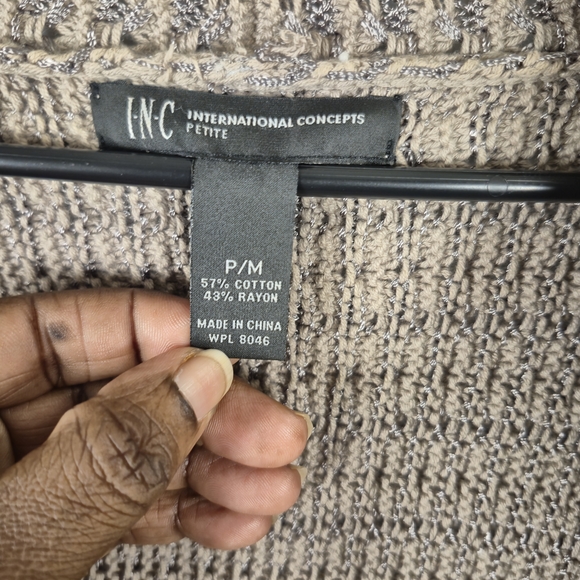 I·N·C INTERNATIONAL CONCEPTS
PETITE
P/M
57% COTTON
43% RAYON
MADE IN CHINA
WPL 8046